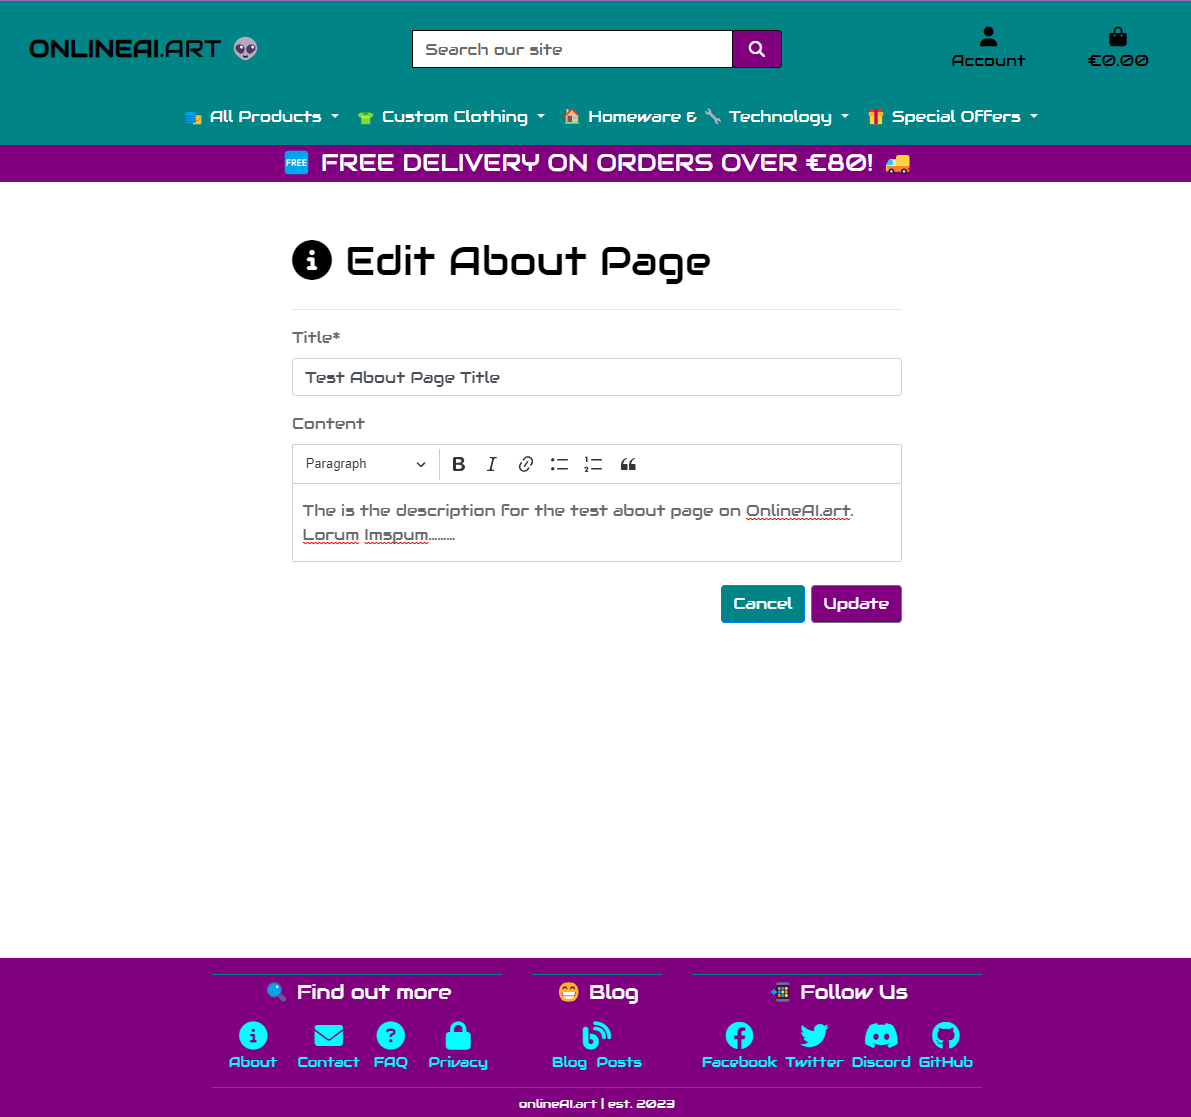 ONLINEAI.ART
Search our site
Account
€0.00
All Products
Custom Clothing
Homeware & Technology
Special Offers
FREE FREE DELIVERY ON ORDERS OVER €80!
Edit About Page
Title*
Test About Page Title
Content
Paragraph
B I
The is the description for the test about page on OnlineAI.art.
Lorum Imspum.........
Cancel
Update
Find out more
Blog
Follow Us
About
Contact
FAQ
Privacy
Blog Posts
Facebook
Twitter
Discord
GitHub
onlineAI.art | est. 2023